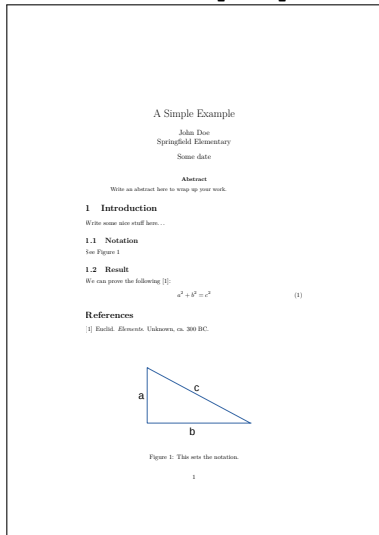 A Simple Example
John Doe
Springfield Elementary
Some date
Abstract
Write an abstract here to wrap up your work.
1 Introduction
Write some nice stuff here...
1.1 Notation
See Figure 1
1.2 Result
We can prove the following [1]:
a² + b² = c² (1)
References
[1] Euclid. Elements. Unknown, ca. 300 BC.
a
c
b
Figure 1: This sets the notation.
1